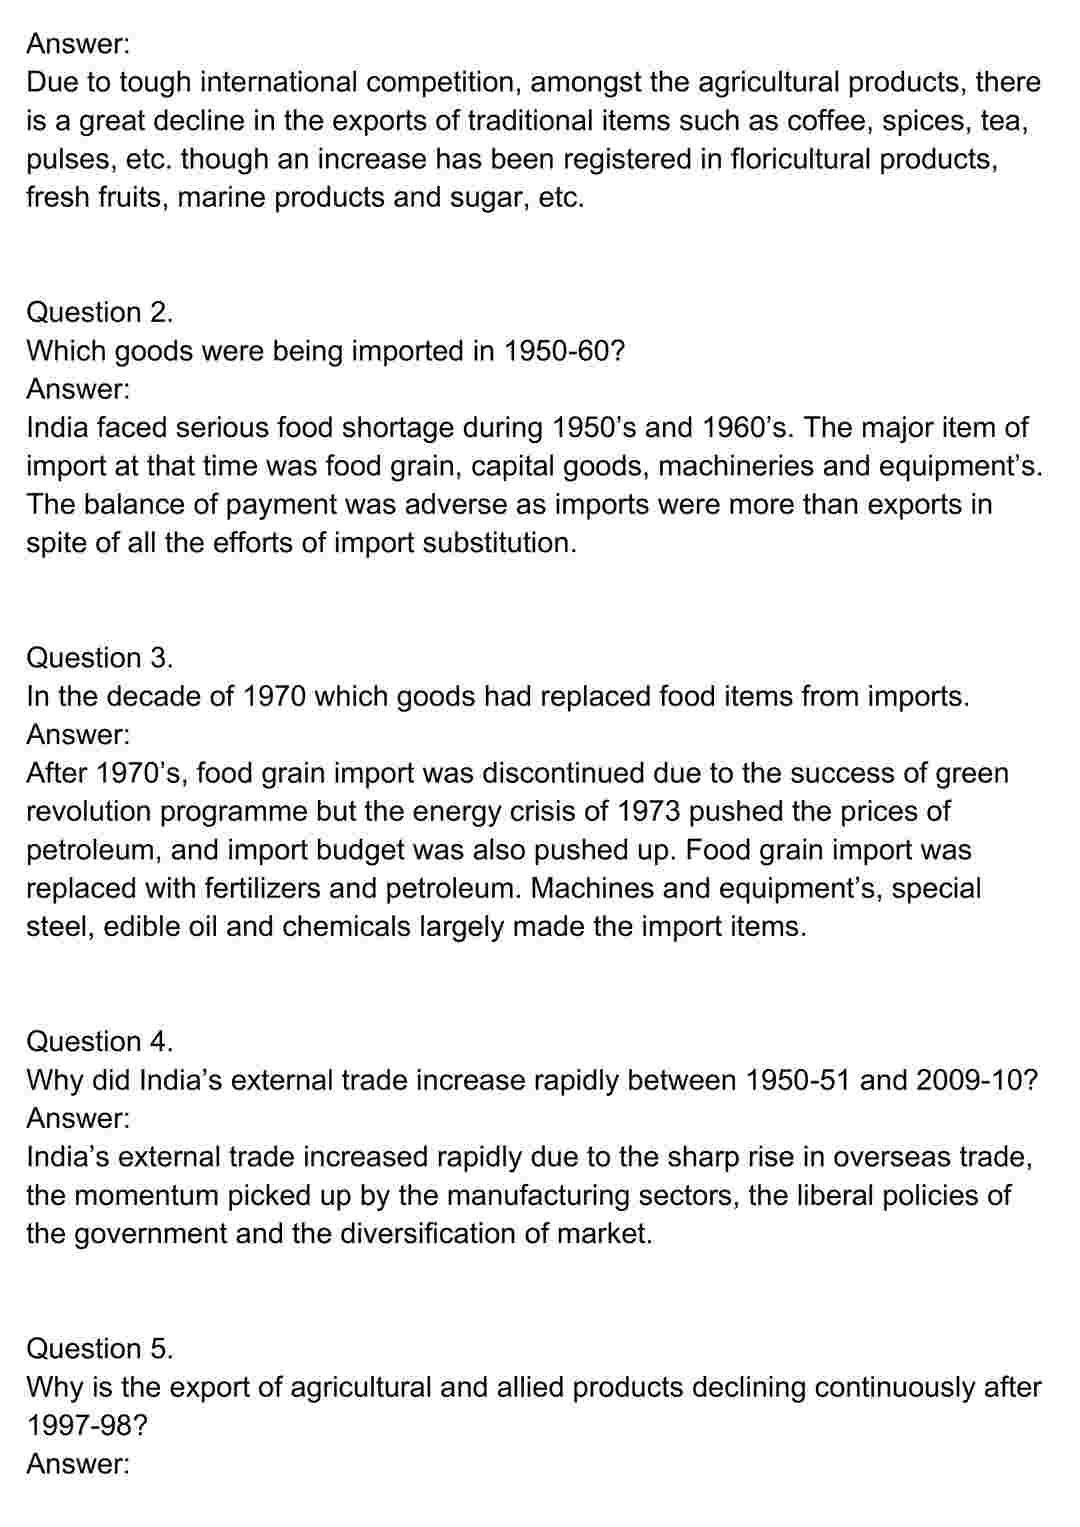 Answer:
Due to tough international competition, amongst the agricultural products, there
is a great decline in the exports of traditional items such as coffee, spices, tea,
pulses, etc. though an increase has been registered in floricultural products,
fresh fruits, marine products and sugar, etc.
Question 2.
Which goods were being imported in 1950-60?
Answer:
India faced serious food shortage during 1950’s and 1960’s. The major item of
import at that time was food grain, capital goods, machineries and equipment’s.
The balance of payment was adverse as imports were more than exports in
spite of all the efforts of import substitution.
Question 3.
In the decade of 1970 which goods had replaced food items from imports.
Answer:
After 1970’s, food grain import was discontinued due to the success of green
revolution programme but the energy crisis of 1973 pushed the prices of
petroleum, and import budget was also pushed up. Food grain import was
replaced with fertilizers and petroleum. Machines and equipment’s, special
steel, edible oil and chemicals largely made the import items.
Question 4.
Why did India’s external trade increase rapidly between 1950-51 and 2009-10?
Answer:
India’s external trade increased rapidly due to the sharp rise in overseas trade,
the momentum picked up by the manufacturing sectors, the liberal policies of
the government and the diversification of market.
Question 5.
Why is the export of agricultural and allied products declining continuously after
1997-98?
Answer: